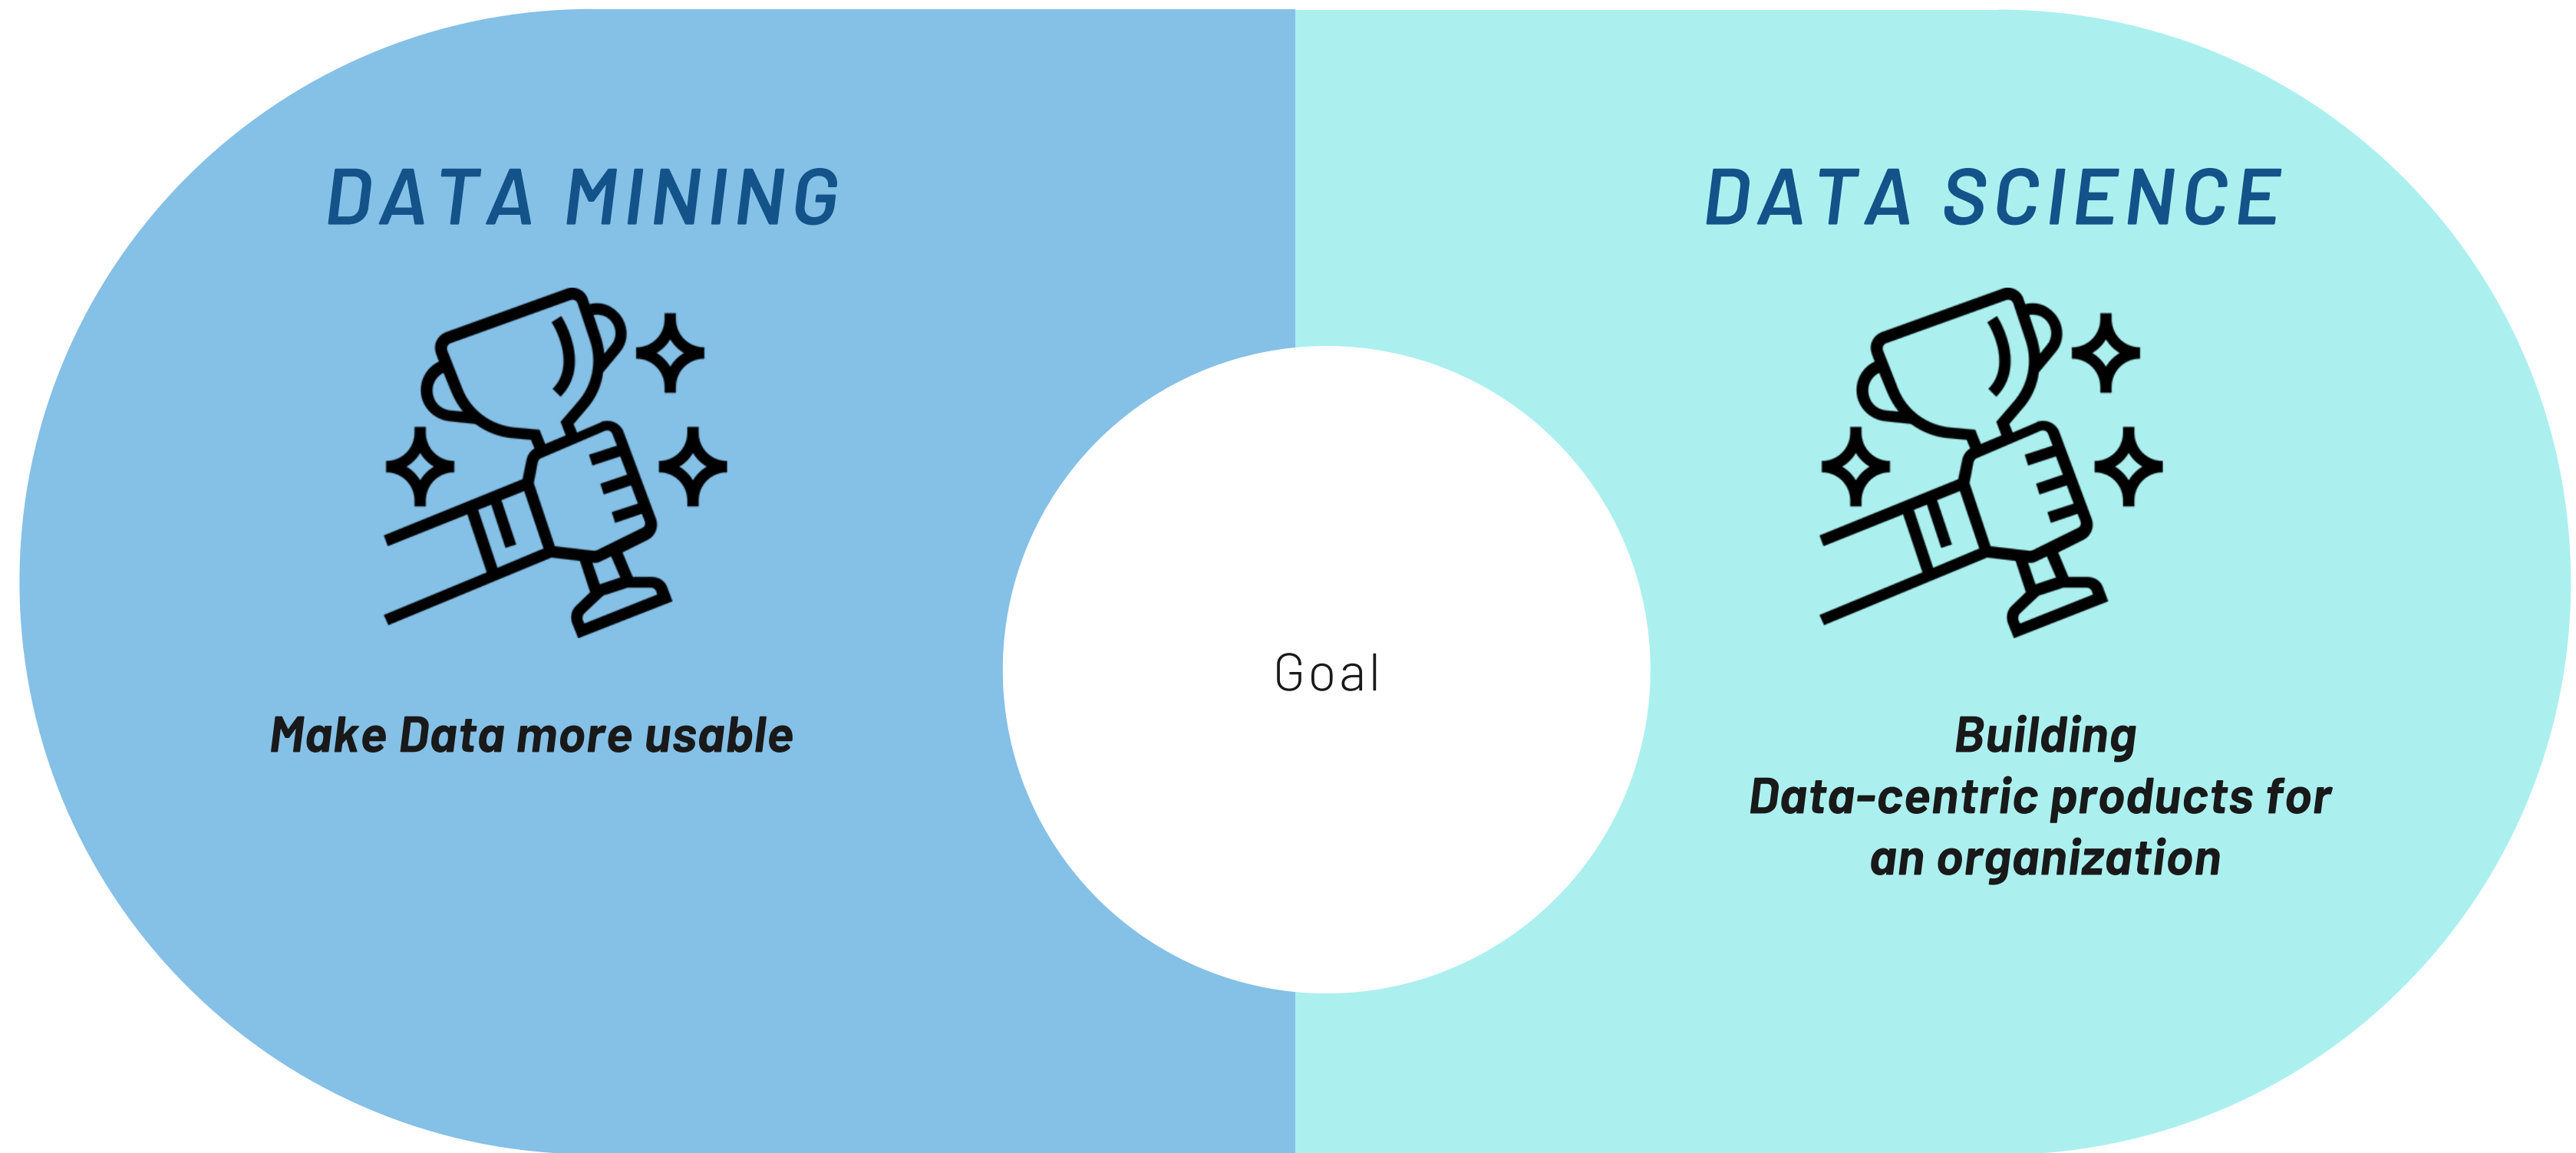 DATA MINING
Make Data more usable
Goal
DATA SCIENCE
Building
Data-centric products for
an organization